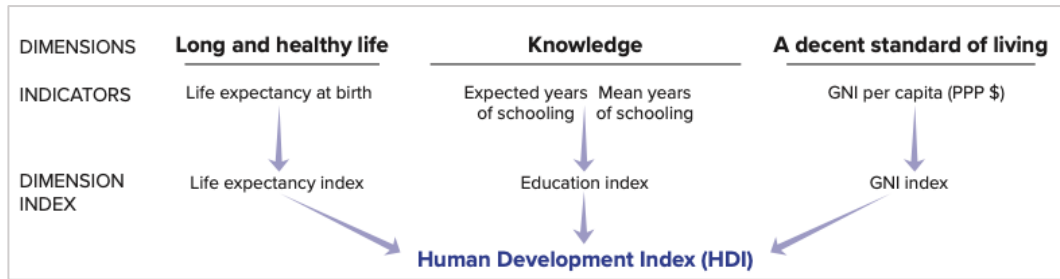 DIMENSIONS Long and healthy life Knowledge A decent standard of living
INDICATORS Life expectancy at birth Expected years of schooling Mean years of schooling GNI per capita (PPP $)
DIMENSION INDEX Life expectancy index Education index GNI index
Human Development Index (HDI)